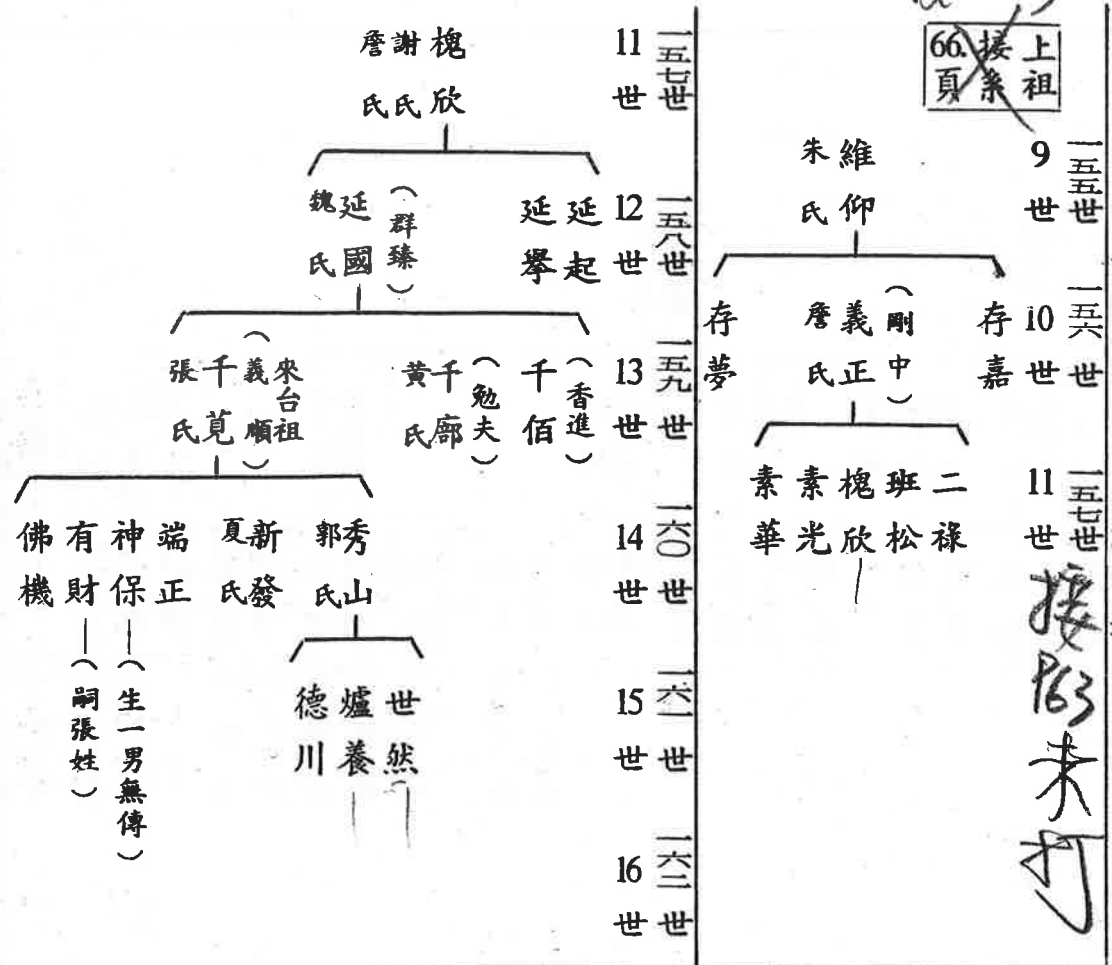 上祖
接系
66.頁
一五五世
9世
維仰
朱氏
一五六世
10世
存嘉
（剛中）
義正
詹氏
存夢
一五七世
11世
二祿
班松
槐欣
素光
素華
接P63未打
一五七世
11世
槐欣
謝氏
詹氏
一五八世
12世
延起
延舉
（群臻）
延國
魏氏
一五九世
13世
（香進）
千佰
（勉夫）
千廓
黃氏
來台祖
（義順）
千莧
張氏
一六〇世
14世
秀山
郭氏
新發
夏氏
端正
神保
有財
佛機
一六一世
15世
世然
爐養
德川
（生一男無傳）
（嗣張姓）
一六二世
16世